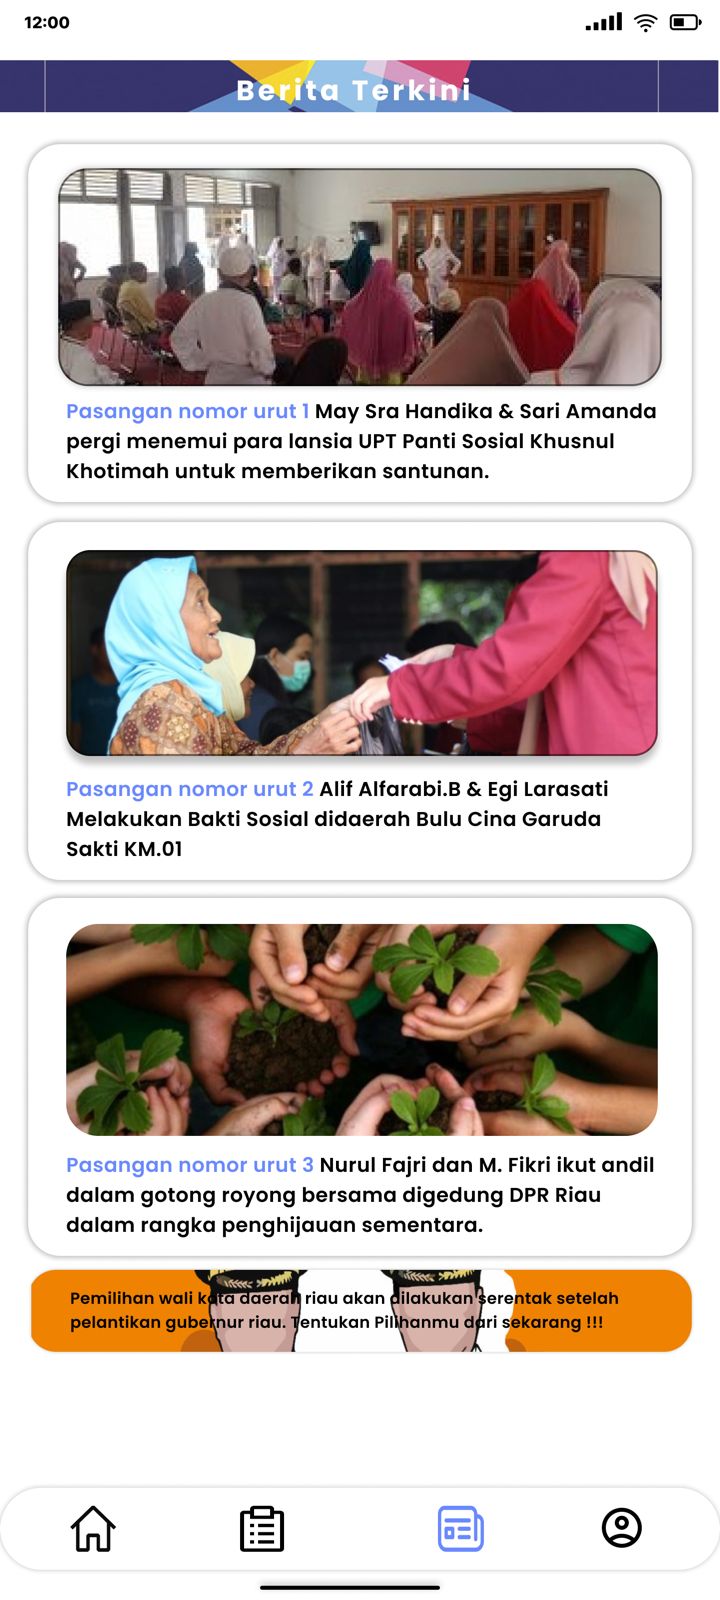 12:00
Berita Terkini
Pasangan nomor urut 1 May Sra Handika & Sari Amanda
pergi menemui para lansia UPT Panti Sosial Khusnul
Khotimah untuk memberikan santunan.
Pasangan nomor urut 2 Alif Alfarabi.B & Egi Larasati
Melakukan Bakti Sosial didaerah Bulu Cina Garuda
Sakti KM.01
Pasangan nomor urut 3 Nurul Fajri dan M. Fikri ikut andil
dalam gotong royong bersama digedung DPR Riau
dalam rangka penghijauan sementara.
Pemilihan wali kota daerah riau akan dilakukan serentak setelah
pelantikan gubernur riau. Tentukan Pilihanmu dari sekarang !!!